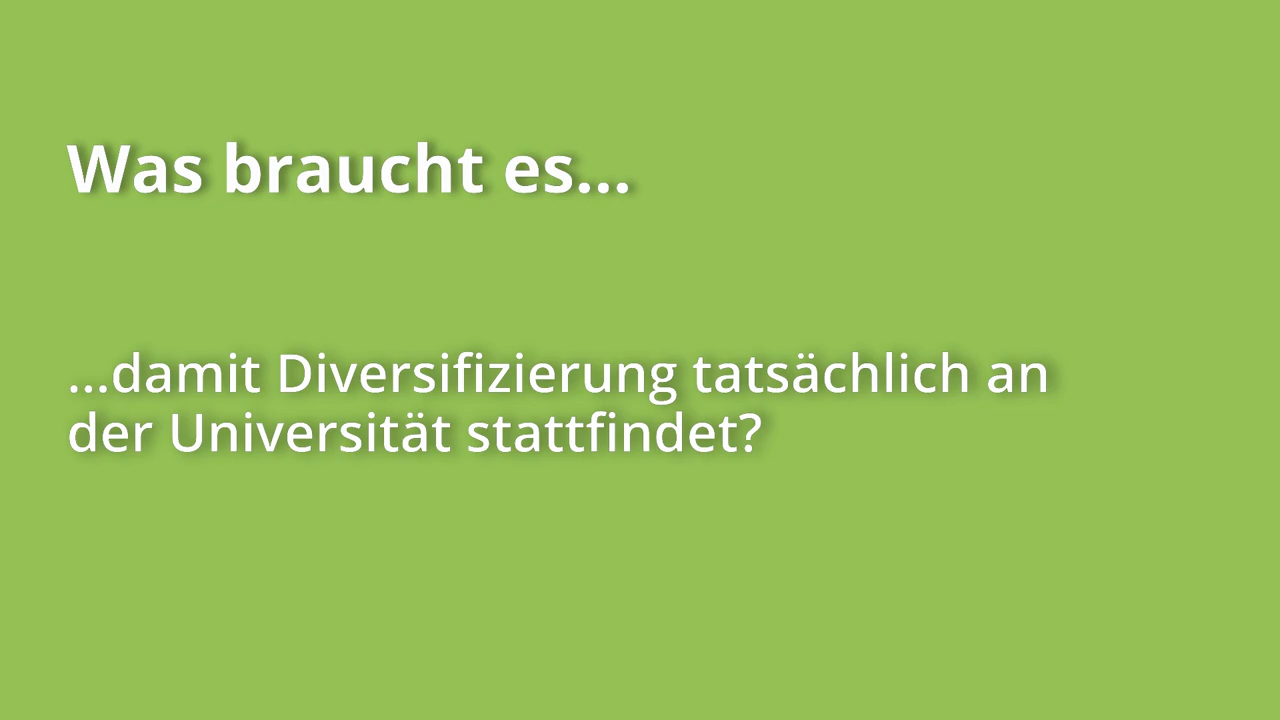 Was braucht es...
...damit Diversifizierung tatsächlich an
der Universität stattfindet?